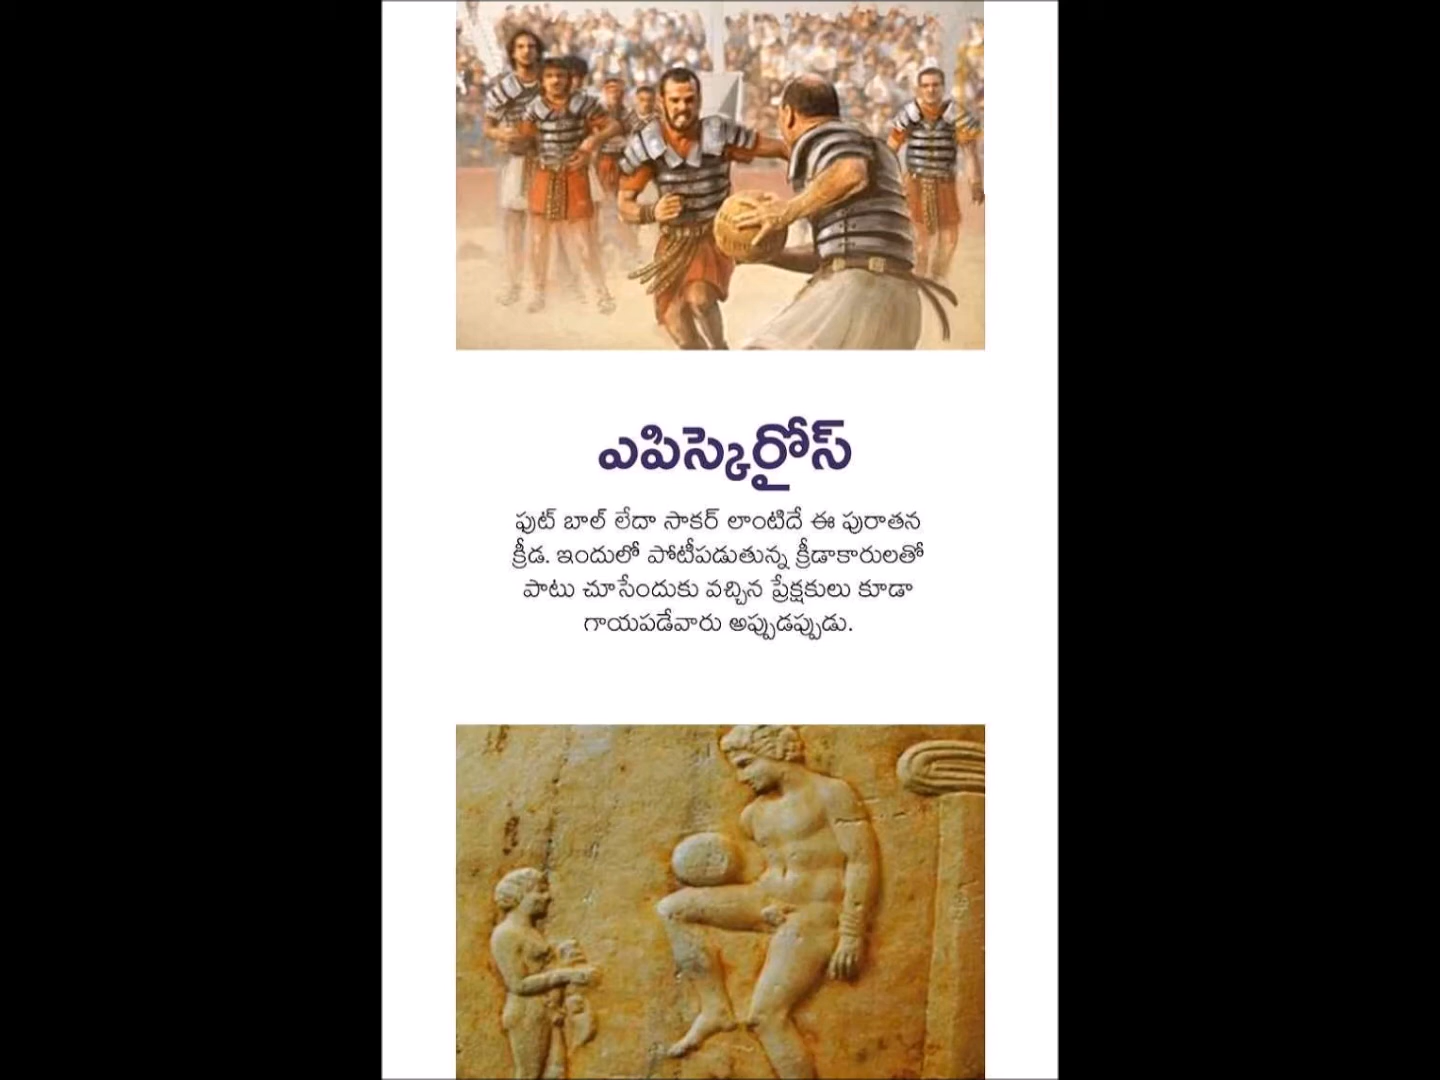 ఎపిస్కైరోస్
ఫుట్ బాల్ లేదా సాకర్ లాంటిదే ఈ పురాతన
క్రీడ. ఇందులో పోటీపడుతున్న క్రీడాకారులతో
పాటు చూసేందుకు వచ్చిన ప్రేక్షకులు కూడా
గాయపడేవారు అప్పుడప్పుడు.